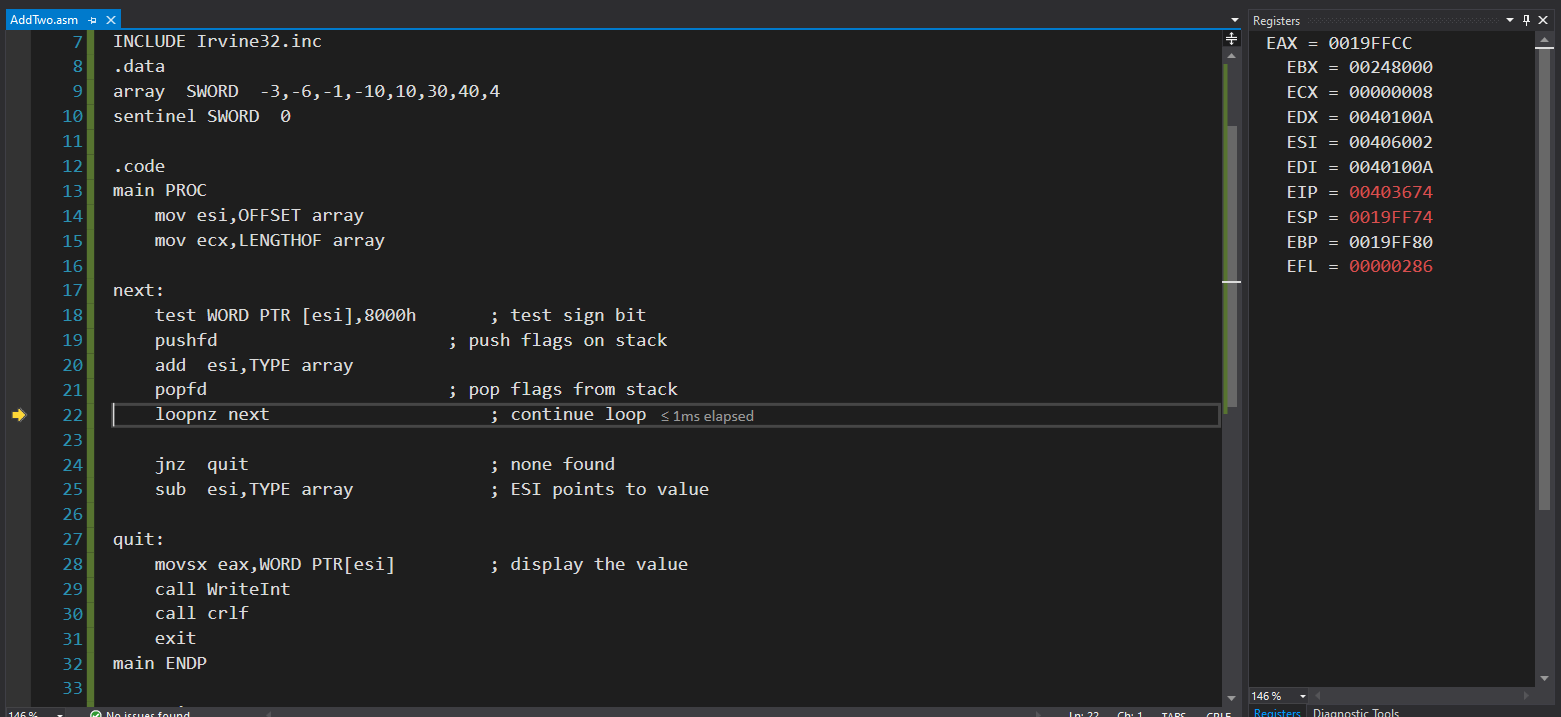 AddTwo.asm
7 INCLUDE Irvine32.inc
8 .data
9 array  SWORD  -3,-6,-1,-10,10,30,40,4
10 sentinel SWORD  0
11
12 .code
13 main PROC
14     mov esi,OFFSET array
15     mov ecx,LENGTHOF array
16
17 next:
18     test WORD PTR [esi],8000h       ; test sign bit
19     pushfd                      ; push flags on stack
20     add  esi,TYPE array
21     popfd                       ; pop flags from stack
22     loopnz next                     ; continue loop ≤ 1ms elapsed
23
24     jnz  quit                       ; none found
25     sub  esi,TYPE array             ; ESI points to value
26
27 quit:
28     movsx eax,WORD PTR[esi]         ; display the value
29     call WriteInt
30     call crlf
31     exit
32 main ENDP
33
146 % No issues found Ln: 22 Ch: 1 TABS CRLF
Registers
EAX = 0019FFCC
EBX = 00248000
ECX = 00000008
EDX = 0040100A
ESI = 00406002
EDI = 0040100A
EIP = 00403674
ESP = 0019FF74
EBP = 0019FF80
EFL = 00000286
146 %
Registers Diagnostic Tools